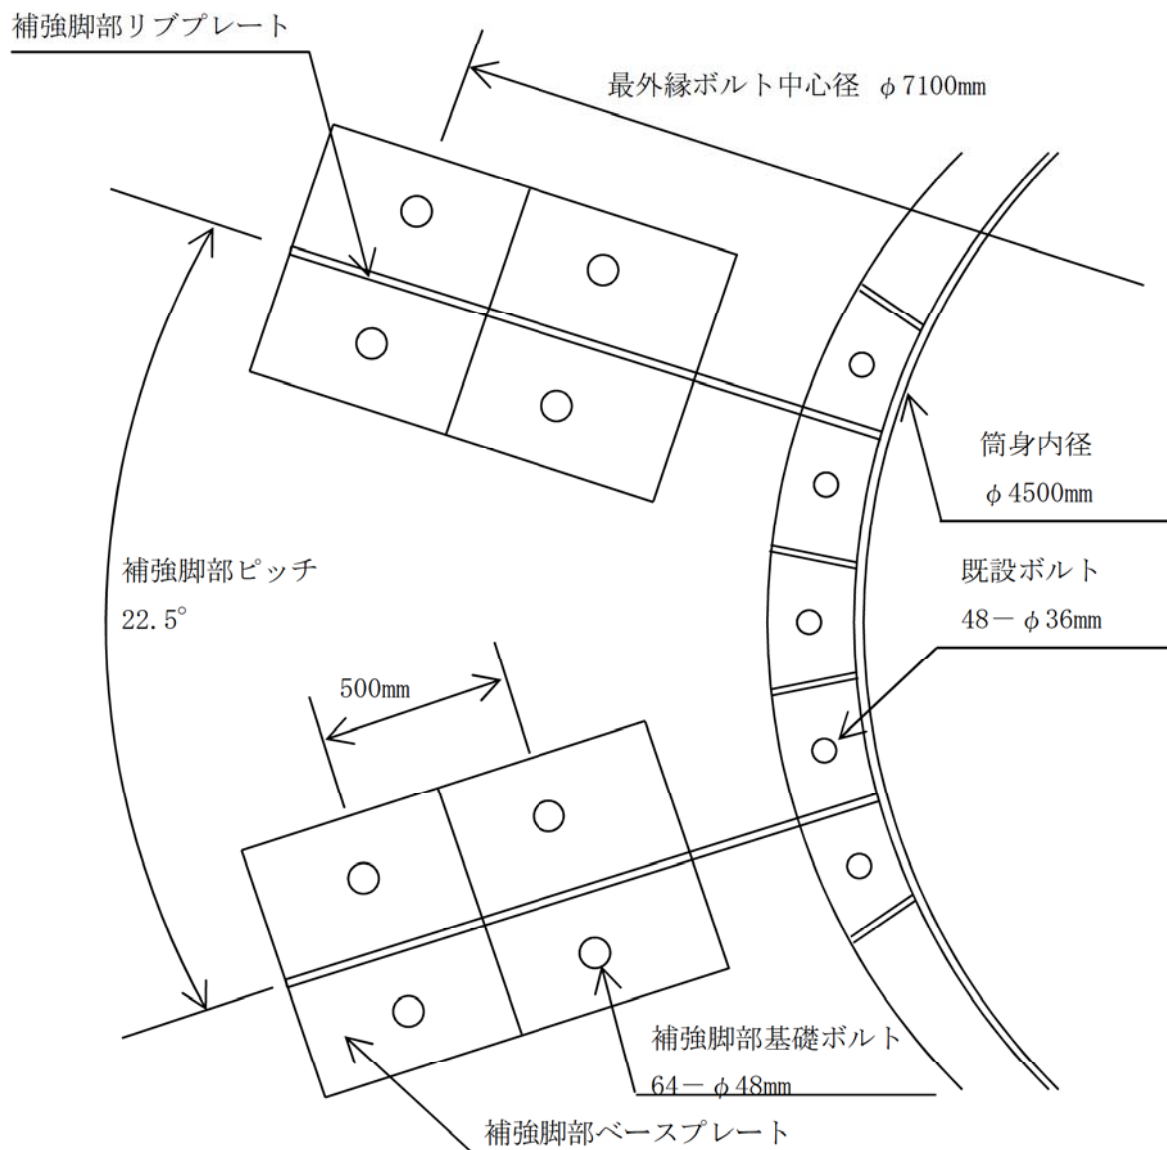 補強脚部リブプレート
最外縁ボルト中心径 φ7100mm
筒身内径
φ4500mm
補強脚部ピッチ
22.5°
既設ボルト
48-φ36mm
500mm
補強脚部基礎ボルト
64-φ48mm
補強脚部ベースプレート